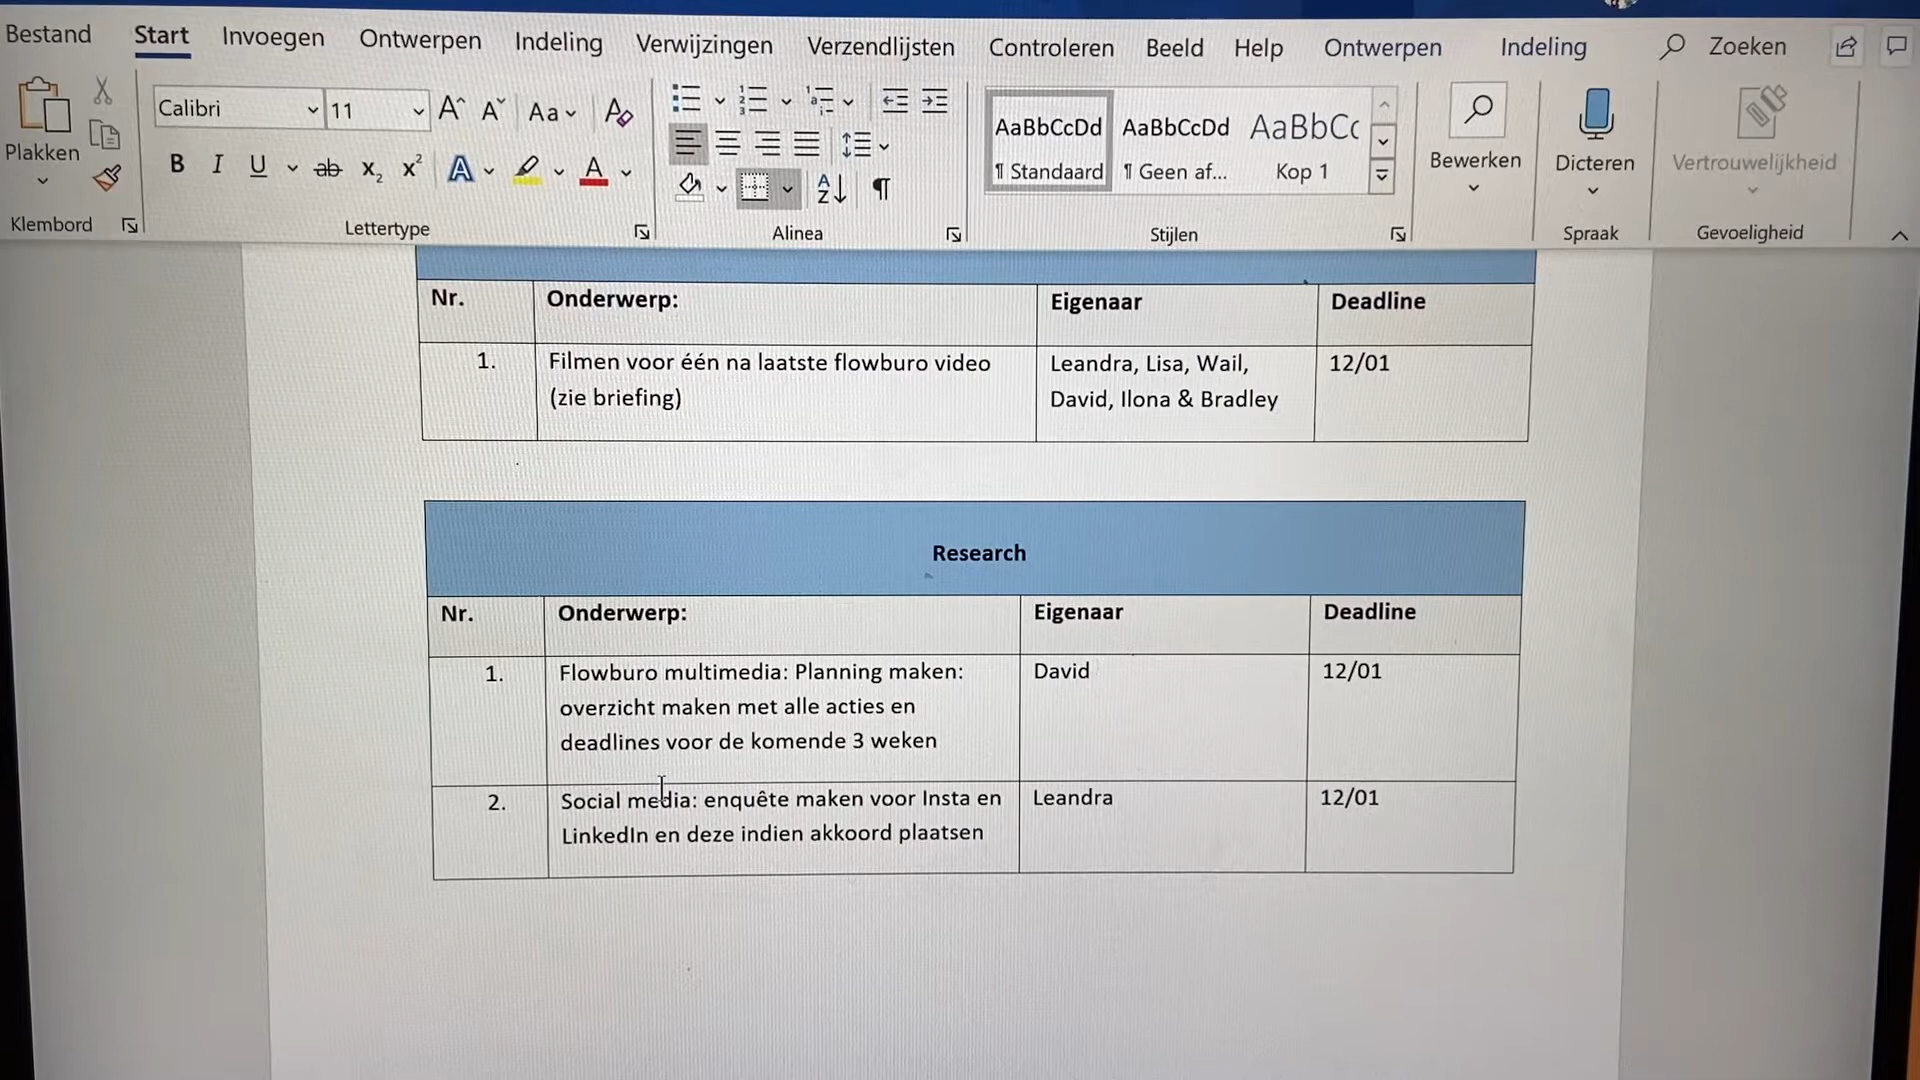 Bestand Start Invoegen Ontwerpen Indeling Verwijzingen Verzendlijsten Controleren Beeld Help Ontwerpen Indeling Zoeken
Calibri 11 Aa
AaBbCcDd AaBbCcDd AaBbCc
Plakken
¶ Standaard ¶ Geen af... Kop 1
Bewerken Dicteren Vertrouwelijkheid
B I U ab x₂ x² A A
Klembord Lettertype Alinea Stijlen Spraak Gevoeligheid
Nr. Onderwerp: Eigenaar Deadline
1. Filmen voor één na laatste flowburo video Leandra, Lisa, Wail, 12/01
(zie briefing) David, Ilona & Bradley
Research
Nr. Onderwerp: Eigenaar Deadline
1. Flowburo multimedia: Planning maken: David 12/01
overzicht maken met alle acties en
deadlines voor de komende 3 weken
2. Social media: enquête maken voor Insta en Leandra 12/01
LinkedIn en deze indien akkoord plaatsen